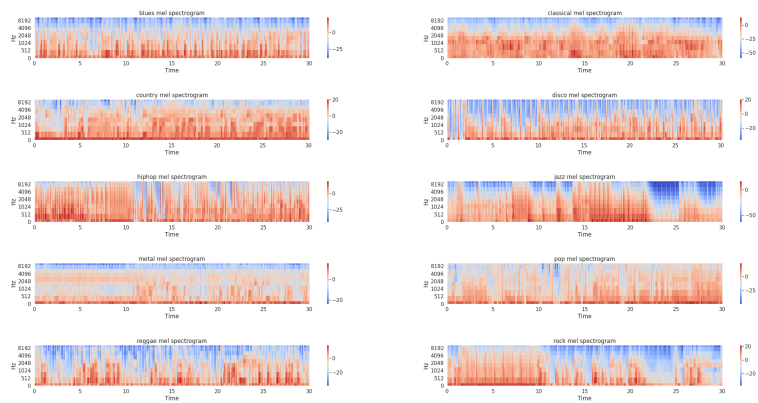 blues mel spectrogram
8192
4096
2048
1024
512
0
Hz
0 5 10 15 20 25 30
Time
0
−25
classical mel spectrogram
8192
4096
2048
1024
512
0
Hz
0 5 10 15 20 25 30
Time
0
−25
−50
country mel spectrogram
8192
4096
2048
1024
512
0
Hz
0 5 10 15 20 25 30
Time
20
0
−20
disco mel spectrogram
8192
4096
2048
1024
512
0
Hz
0 5 10 15 20 25 30
Time
20
0
−20
hiphop mel spectrogram
8192
4096
2048
1024
512
0
Hz
0 5 10 15 20 25 30
Time
0
−25
jazz mel spectrogram
8192
4096
2048
1024
512
0
Hz
0 5 10 15 20 25 30
Time
0
−50
metal mel spectrogram
8192
4096
2048
1024
512
0
Hz
0 5 10 15 20 25 30
Time
0
−20
pop mel spectrogram
8192
4096
2048
1024
512
0
Hz
0 5 10 15 20 25 30
Time
0
−25
reggae mel spectrogram
8192
4096
2048
1024
512
0
Hz
0 5 10 15 20 25 30
Time
0
−25
rock mel spectrogram
8192
4096
2048
1024
512
0
Hz
0 5 10 15 20 25 30
Time
20
0
−20